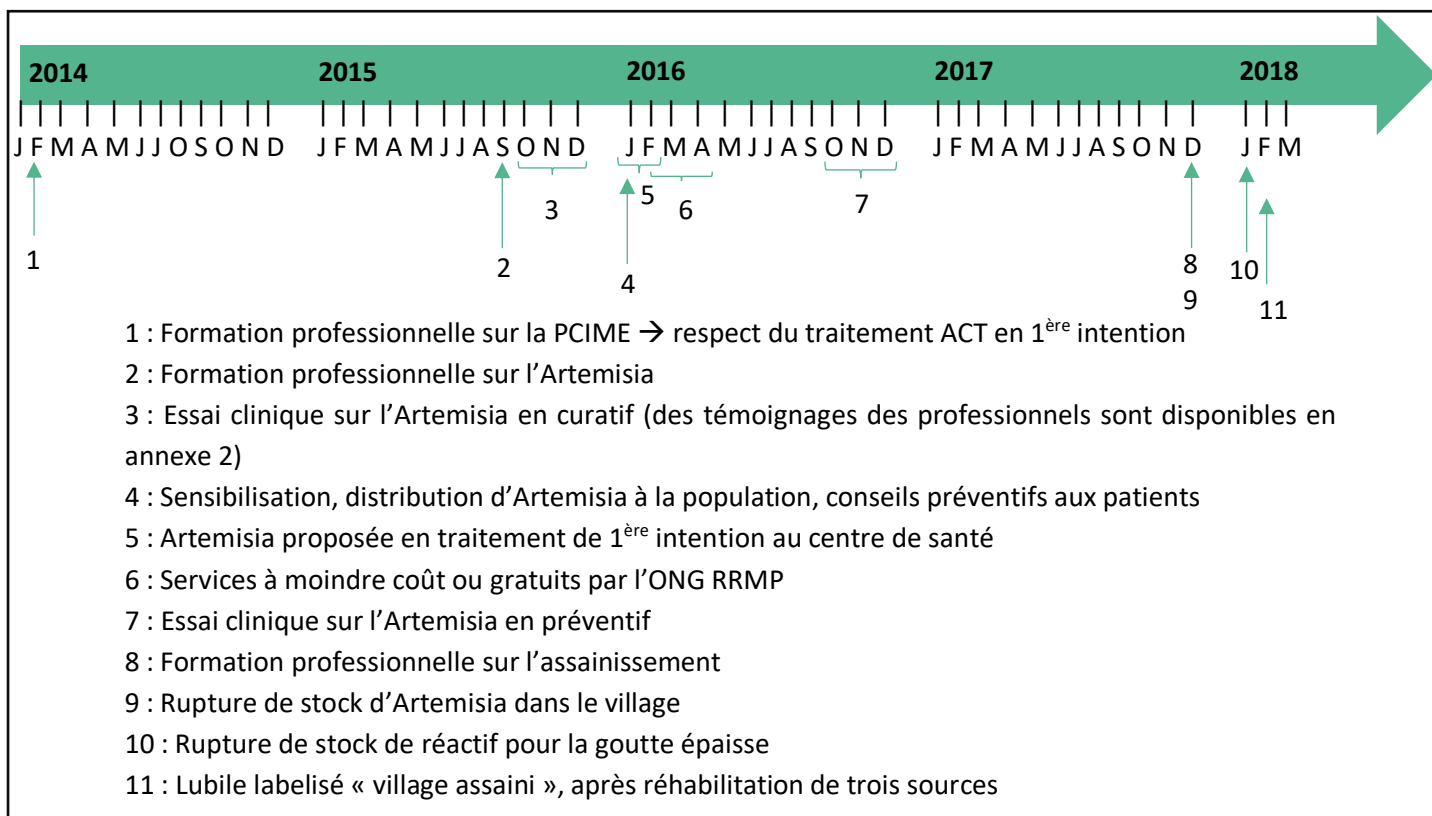 2014 2015 2016 2017 2018
J F M A M J J O S O N D J F M A M J J A S O N D J F M A M J J A S O N D J F M A M J J A S O N D J F M
3 5 6 7
1 2 4 8 10
9 11
1 : Formation professionnelle sur la PCIME → respect du traitement ACT en 1ère intention
2 : Formation professionnelle sur l’Artemisia
3 : Essai clinique sur l’Artemisia en curatif (des témoignages des professionnels sont disponibles en
annexe 2)
4 : Sensibilisation, distribution d’Artemisia à la population, conseils préventifs aux patients
5 : Artemisia proposée en traitement de 1ère intention au centre de santé
6 : Services à moindre coût ou gratuits par l’ONG RRMP
7 : Essai clinique sur l’Artemisia en préventif
8 : Formation professionnelle sur l’assainissement
9 : Rupture de stock d’Artemisia dans le village
10 : Rupture de stock de réactif pour la goutte épaisse
11 : Lubile labelisé « village assaini », après réhabilitation de trois sources